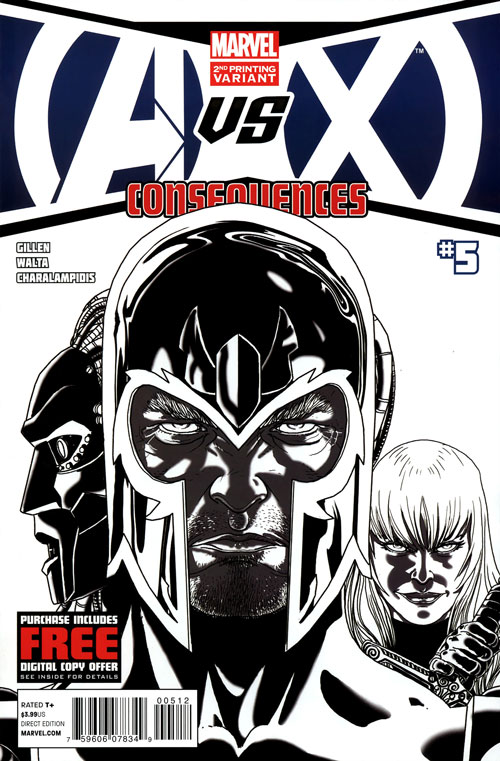 MARVEL
2ND PRINTING
VARIANT
(A VS X)
™
CONSEQUENCES
GILLEN
WALTA
CHARALAMPIDIS
#5
PURCHASE INCLUDES
FREE
DIGITAL COPY OFFER
SEE INSIDE FOR DETAILS
RATED T+
$3.99US
DIRECT EDITION
MARVEL.COM
00512
7 59606 07834 9